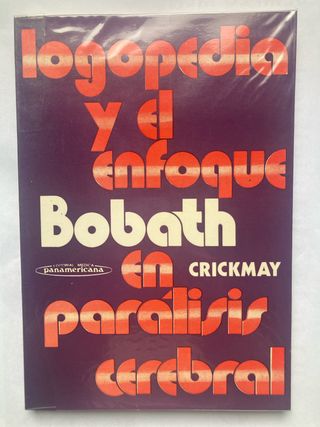 logopedia
y el
enfoque
Bobath
EDITORIAL MEDICA
panamericana
en
CRICKMAY
parálisis
cerebral